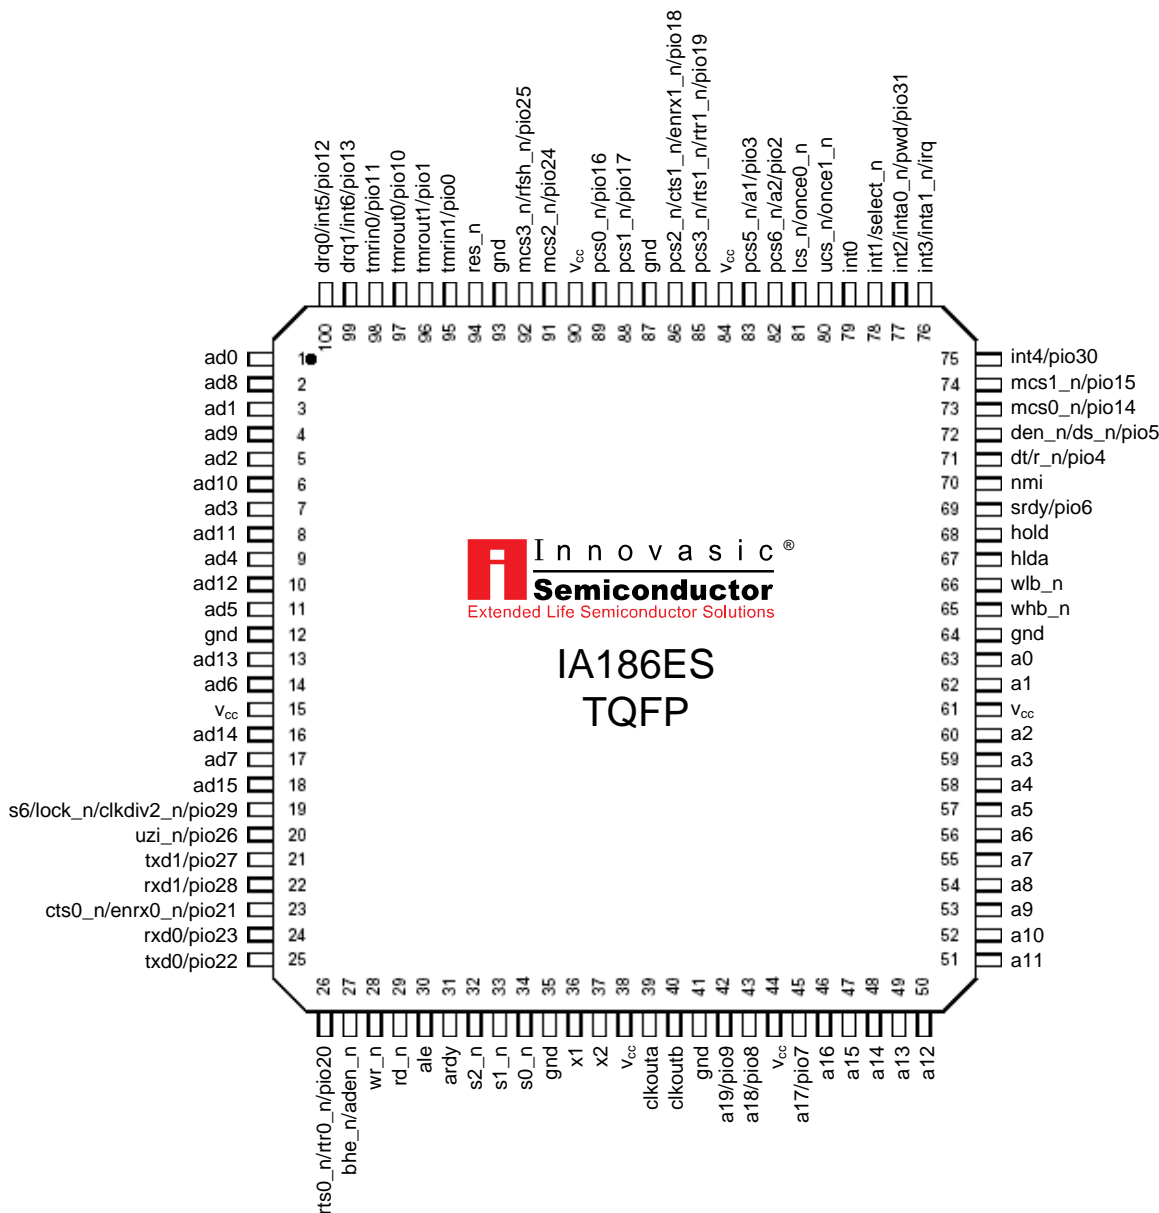 drq0/int5/pio12
drq1/int6/pio13
tmrin0/pio11
tmrout0/pio10
tmrout1/pio1
tmrin1/pio0
res_n
gnd
mcs3_n/rfsh_n/pio25
mcs2_n/pio24
vcc
pcs0_n/pio16
pcs1_n/pio17
gnd
pcs2_n/cts1_n/enrx1_n/pio18
pcs3_n/rts1_n/rtr1_n/pio19
vcc
pcs5_n/a1/pio3
pcs6_n/a2/pio2
lcs_n/once0_n
ucs_n/once1_n
int0
int1/select_n
int2/inta0_n/pwd/pio31
int3/inta1_n/irq
100
99
98
97
96
95
94
93
92
91
90
89
88
87
86
85
84
83
82
81
80
79
78
77
76
ad0 1
ad8 2
ad1 3
ad9 4
ad2 5
ad10 6
ad3 7
ad11 8
ad4 9
ad12 10
ad5 11
gnd 12
ad13 13
ad6 14
vcc 15
ad14 16
ad7 17
ad15 18
s6/lock_n/clkdiv2_n/pio29 19
uzi_n/pio26 20
txd1/pio27 21
rxd1/pio28 22
cts0_n/enrx0_n/pio21 23
rxd0/pio23 24
txd0/pio22 25
i Innovasic ®
Semiconductor
Extended Life Semiconductor Solutions
IA186ES
TQFP
75 int4/pio30
74 mcs1_n/pio15
73 mcs0_n/pio14
72 den_n/ds_n/pio5
71 dt/r_n/pio4
70 nmi
69 srdy/pio6
68 hold
67 hlda
66 wlb_n
65 whb_n
64 gnd
63 a0
62 a1
61 vcc
60 a2
59 a3
58 a4
57 a5
56 a6
55 a7
54 a8
53 a9
52 a10
51 a11
26
27
28
29
30
31
32
33
34
35
36
37
38
39
40
41
42
43
44
45
46
47
48
49
50
rts0_n/rtr0_n/pio20
bhe_n/aden_n
wr_n
rd_n
ale
ardy
s2_n
s1_n
s0_n
gnd
x1
x2
vcc
clkouta
clkoutb
gnd
a19/pio9
a18/pio8
vcc
a17/pio7
a16
a15
a14
a13
a12